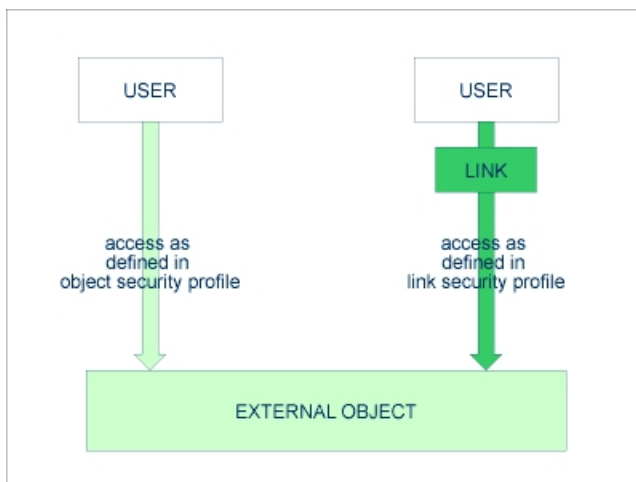 USER
access as
defined in
object security profile
USER
LINK
access as
defined in
link security profile
EXTERNAL OBJECT